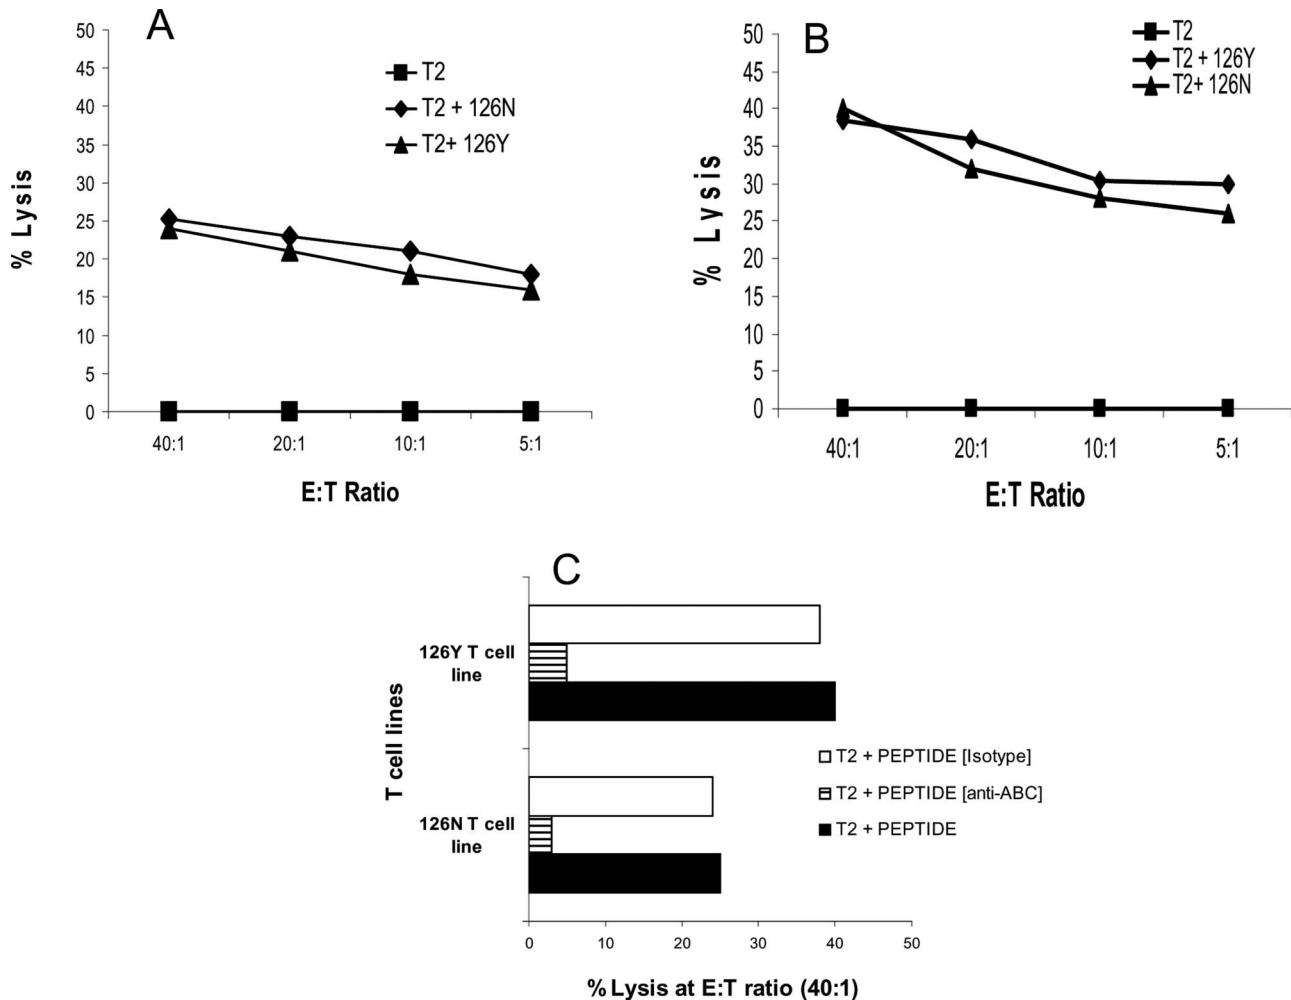 A
50
45
40
35
30
25
20
15
10
5
0
% Lysis
T2
T2 + 126N
T2+ 126Y
40:1 20:1 10:1 5:1
E:T Ratio
B
50
45
40
35
30
25
20
15
10
5
0
% Lysis
T2
T2 + 126Y
T2+ 126N
40:1 20:1 10:1 5:1
E:T Ratio
C
T cell lines
126Y T cell
line
126N T cell
line
T2 + PEPTIDE [Isotype]
T2 + PEPTIDE [anti-ABC]
T2 + PEPTIDE
0 10 20 30 40 50
% Lysis at E:T ratio (40:1)